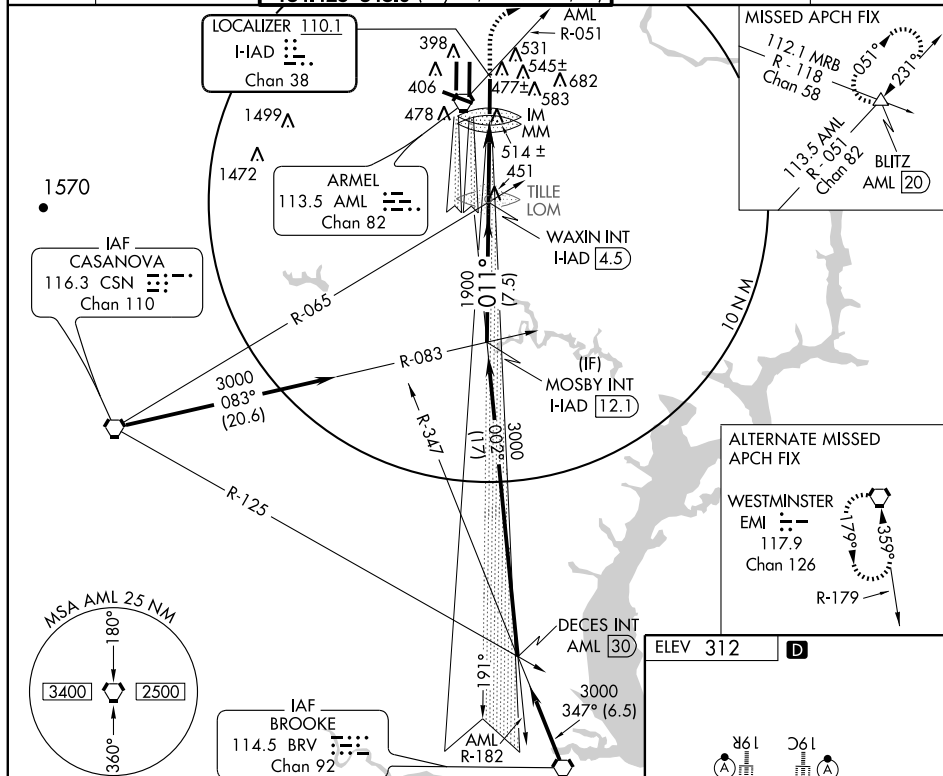 LOCALIZER 110.1
I-IAD
Chan 38
398
406
478
1499
1472
1570
AML
R-051
531
545±
477±
682
583
IM
MM
514 ±
451
TILLE
LOM
MISSED APCH FIX
112.1 MRB
R - 118
Chan 58
051°
231°
113.5 AML
R - 051
Chan 82
BLITZ
AML 20
ARMEL
113.5 AML
Chan 82
WAXIN INT
I-IAD 4.5
IAF
CASANOVA
116.3 CSN
Chan 110
R-065
1900
011°
(7.5)
10 NM
R-083
3000
083°
(20.6)
(IF)
MOSBY INT
I-IAD 12.1
R-347
3000
002°
(17)
R-125
ALTERNATE MISSED
APCH FIX
WESTMINSTER
EMI
117.9
Chan 126
179°
359°
R-179
MSA AML 25 NM
180°
3400
2500
360°
DECES INT
AML 30
191°
3000
347° (6.5)
IAF
BROOKE
114.5 BRV
Chan 92
AML
R-182
ELEV 312
D
19R
19C
A
A